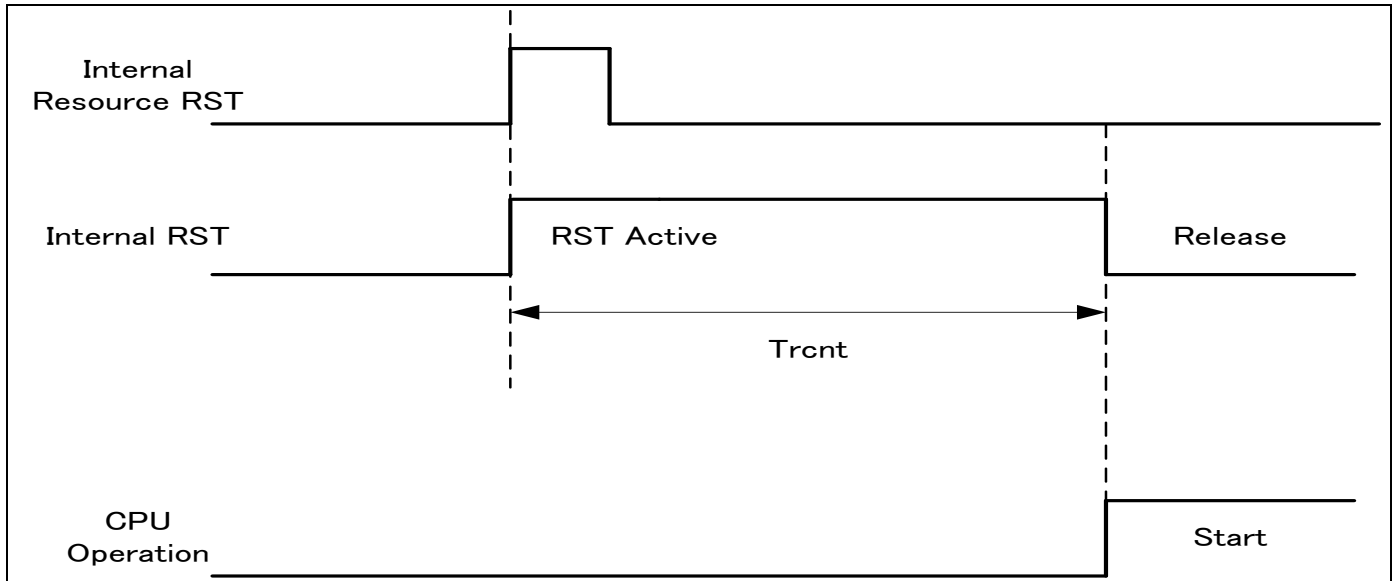 Internal
Resource RST
Internal RST
RST Active
Release
Trcnt
CPU
Operation
Start